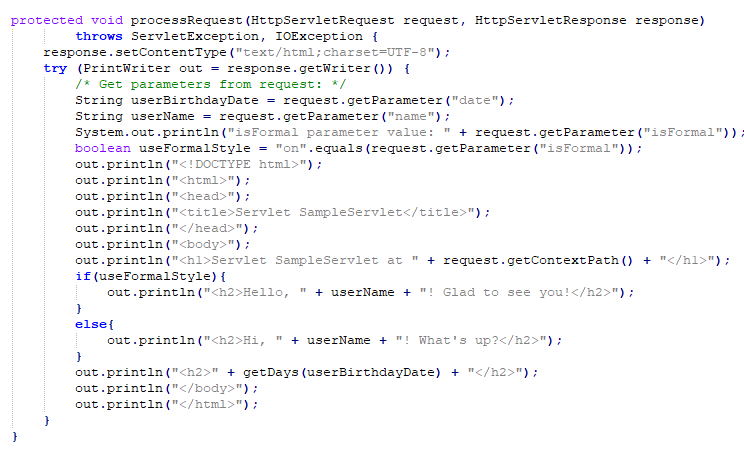 protected void processRequest(HttpServletRequest request, HttpServletResponse response)
        throws ServletException, IOException {
    response.setContentType("text/html;charset=UTF-8");
    try (PrintWriter out = response.getWriter()) {
        /* Get parameters from request: */
        String userBirthdayDate = request.getParameter("date");
        String userName = request.getParameter("name");
        System.out.println("isFormal parameter value: " + request.getParameter("isFormal"));
        boolean useFormalStyle = "on".equals(request.getParameter("isFormal"));
        out.println("<!DOCTYPE html>");
        out.println("<html>");
        out.println("<head>");
        out.println("<title>Servlet SampleServlet</title>");
        out.println("</head>");
        out.println("<body>");
        out.println("<h1>Servlet SampleServlet at " + request.getContextPath() + "</h1>");
        if(useFormalStyle){
            out.println("<h2>Hello, " + userName + "! Glad to see you!</h2>");
        }
        else{
            out.println("<h2>Hi, " + userName + "! What's up?</h2>");
        }
        out.println("<h2>" + getDays(userBirthdayDate) + "</h2>");
        out.println("</body>");
        out.println("</html>");
    }
}